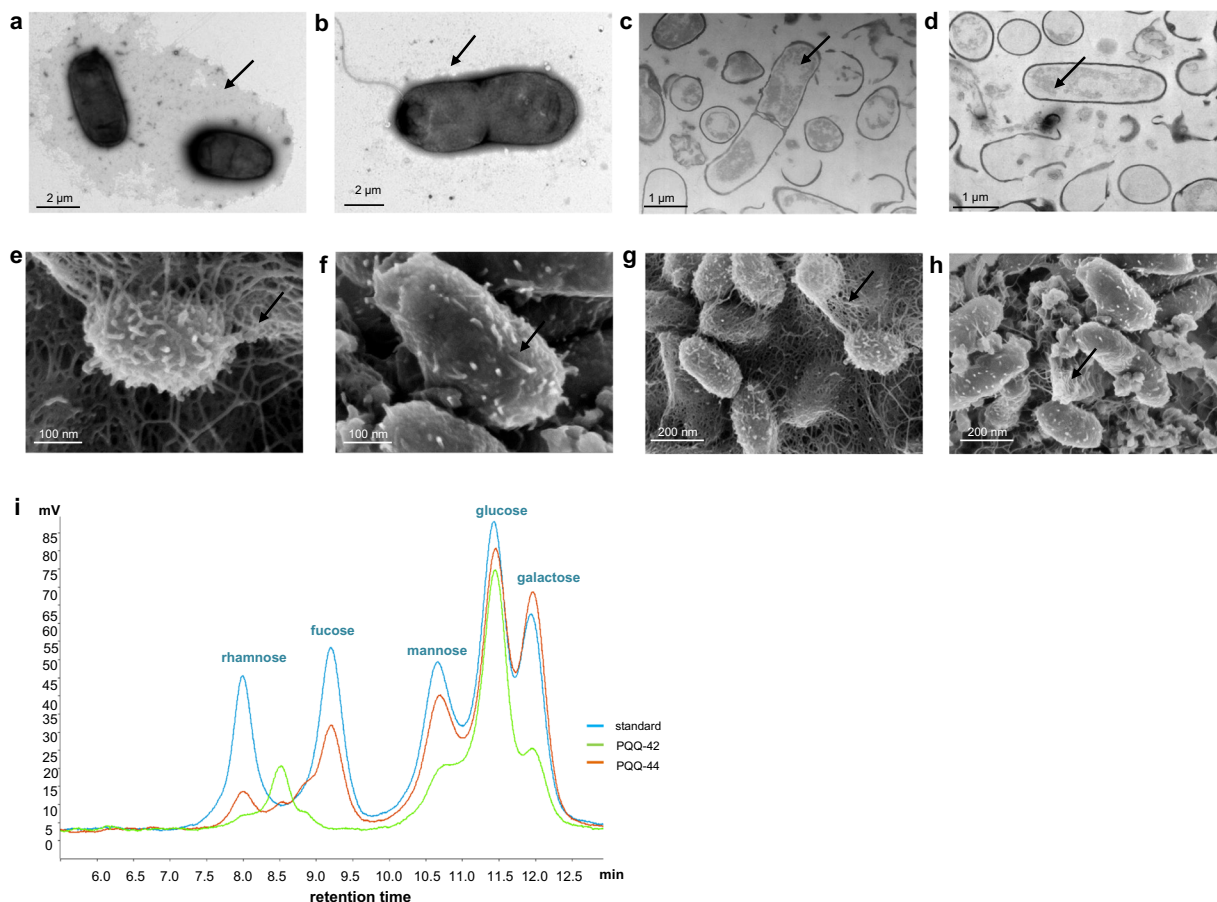 a
b
c
d
2 µm
2 µm
1 µm
1 µm
e
f
g
h
100 nm
100 nm
200 nm
200 nm
i
mV
85
80
75
70
65
60
55
50
45
40
35
30
25
20
15
10
5
0
rhamnose
fucose
mannose
glucose
galactose
standard
PQQ-42
PQQ-44
6.0 6.5 7.0 7.5 8.0 8.5 9.0 9.5 10.0 10.5 11.0 11.5 12.0 12.5 min
retention time